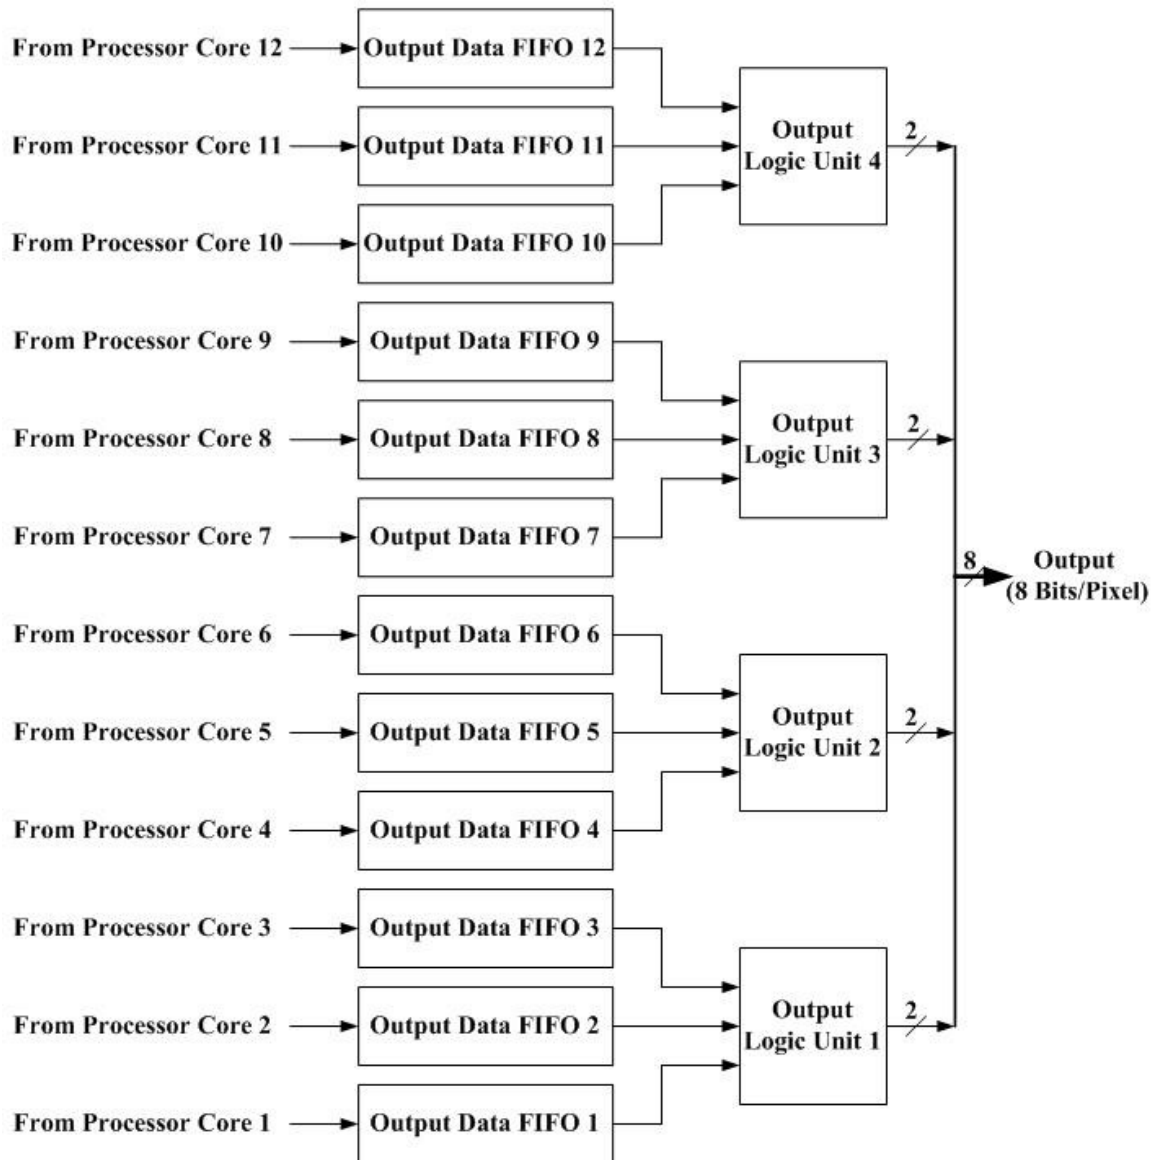 From Processor Core 12
Output Data FIFO 12
From Processor Core 11
Output Data FIFO 11
Output
Logic Unit 4
2
From Processor Core 10
Output Data FIFO 10
From Processor Core 9
Output Data FIFO 9
From Processor Core 8
Output Data FIFO 8
Output
Logic Unit 3
2
From Processor Core 7
Output Data FIFO 7
8
Output
(8 Bits/Pixel)
From Processor Core 6
Output Data FIFO 6
From Processor Core 5
Output Data FIFO 5
Output
Logic Unit 2
2
From Processor Core 4
Output Data FIFO 4
From Processor Core 3
Output Data FIFO 3
From Processor Core 2
Output Data FIFO 2
Output
Logic Unit 1
2
From Processor Core 1
Output Data FIFO 1